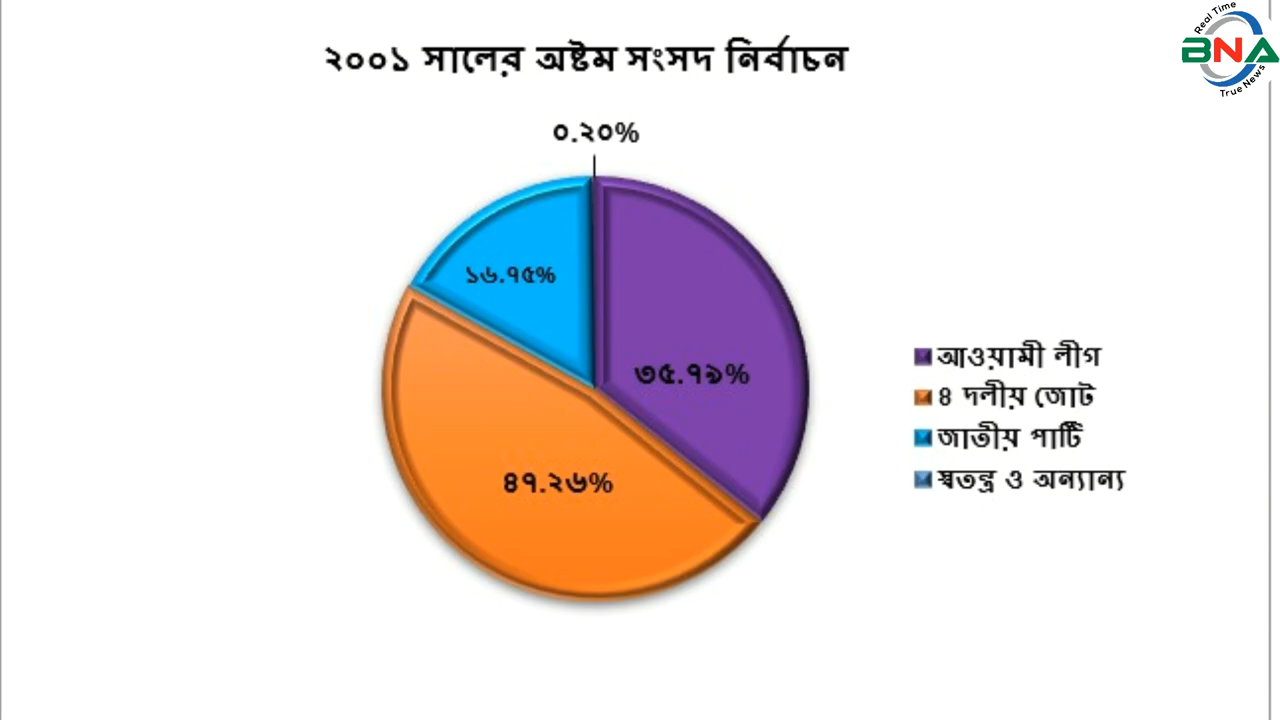 Real Time
BNA
True News
২০০১ সালের অষ্টম সংসদ নির্বাচন
০.২০%
১৬.৭৫%
৩৫.৭৯%
৪৭.২৬%
আওয়ামী লীগ
৪ দলীয় জোট
জাতীয় পার্টি
স্বতন্ত্র ও অন্যান্য